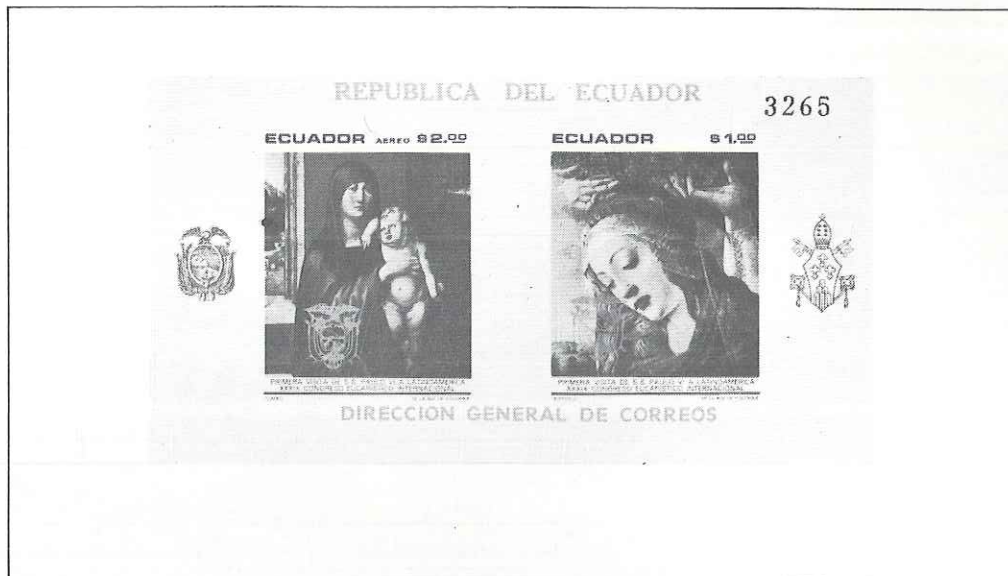 REPUBLICA DEL ECUADOR
3265
ECUADOR AEREO $2.00
ECUADOR $1.00
PRIMERA VISITA DE S.S. PAULO VI A LATINOAMERICA
XXXIX CONGRESO EUCARISTICO INTERNACIONAL
PRIMERA VISITA DE S.S. PAULO VI A LATINOAMERICA
XXXIX CONGRESO EUCARISTICO INTERNACIONAL
DIRECCION GENERAL DE CORREOS